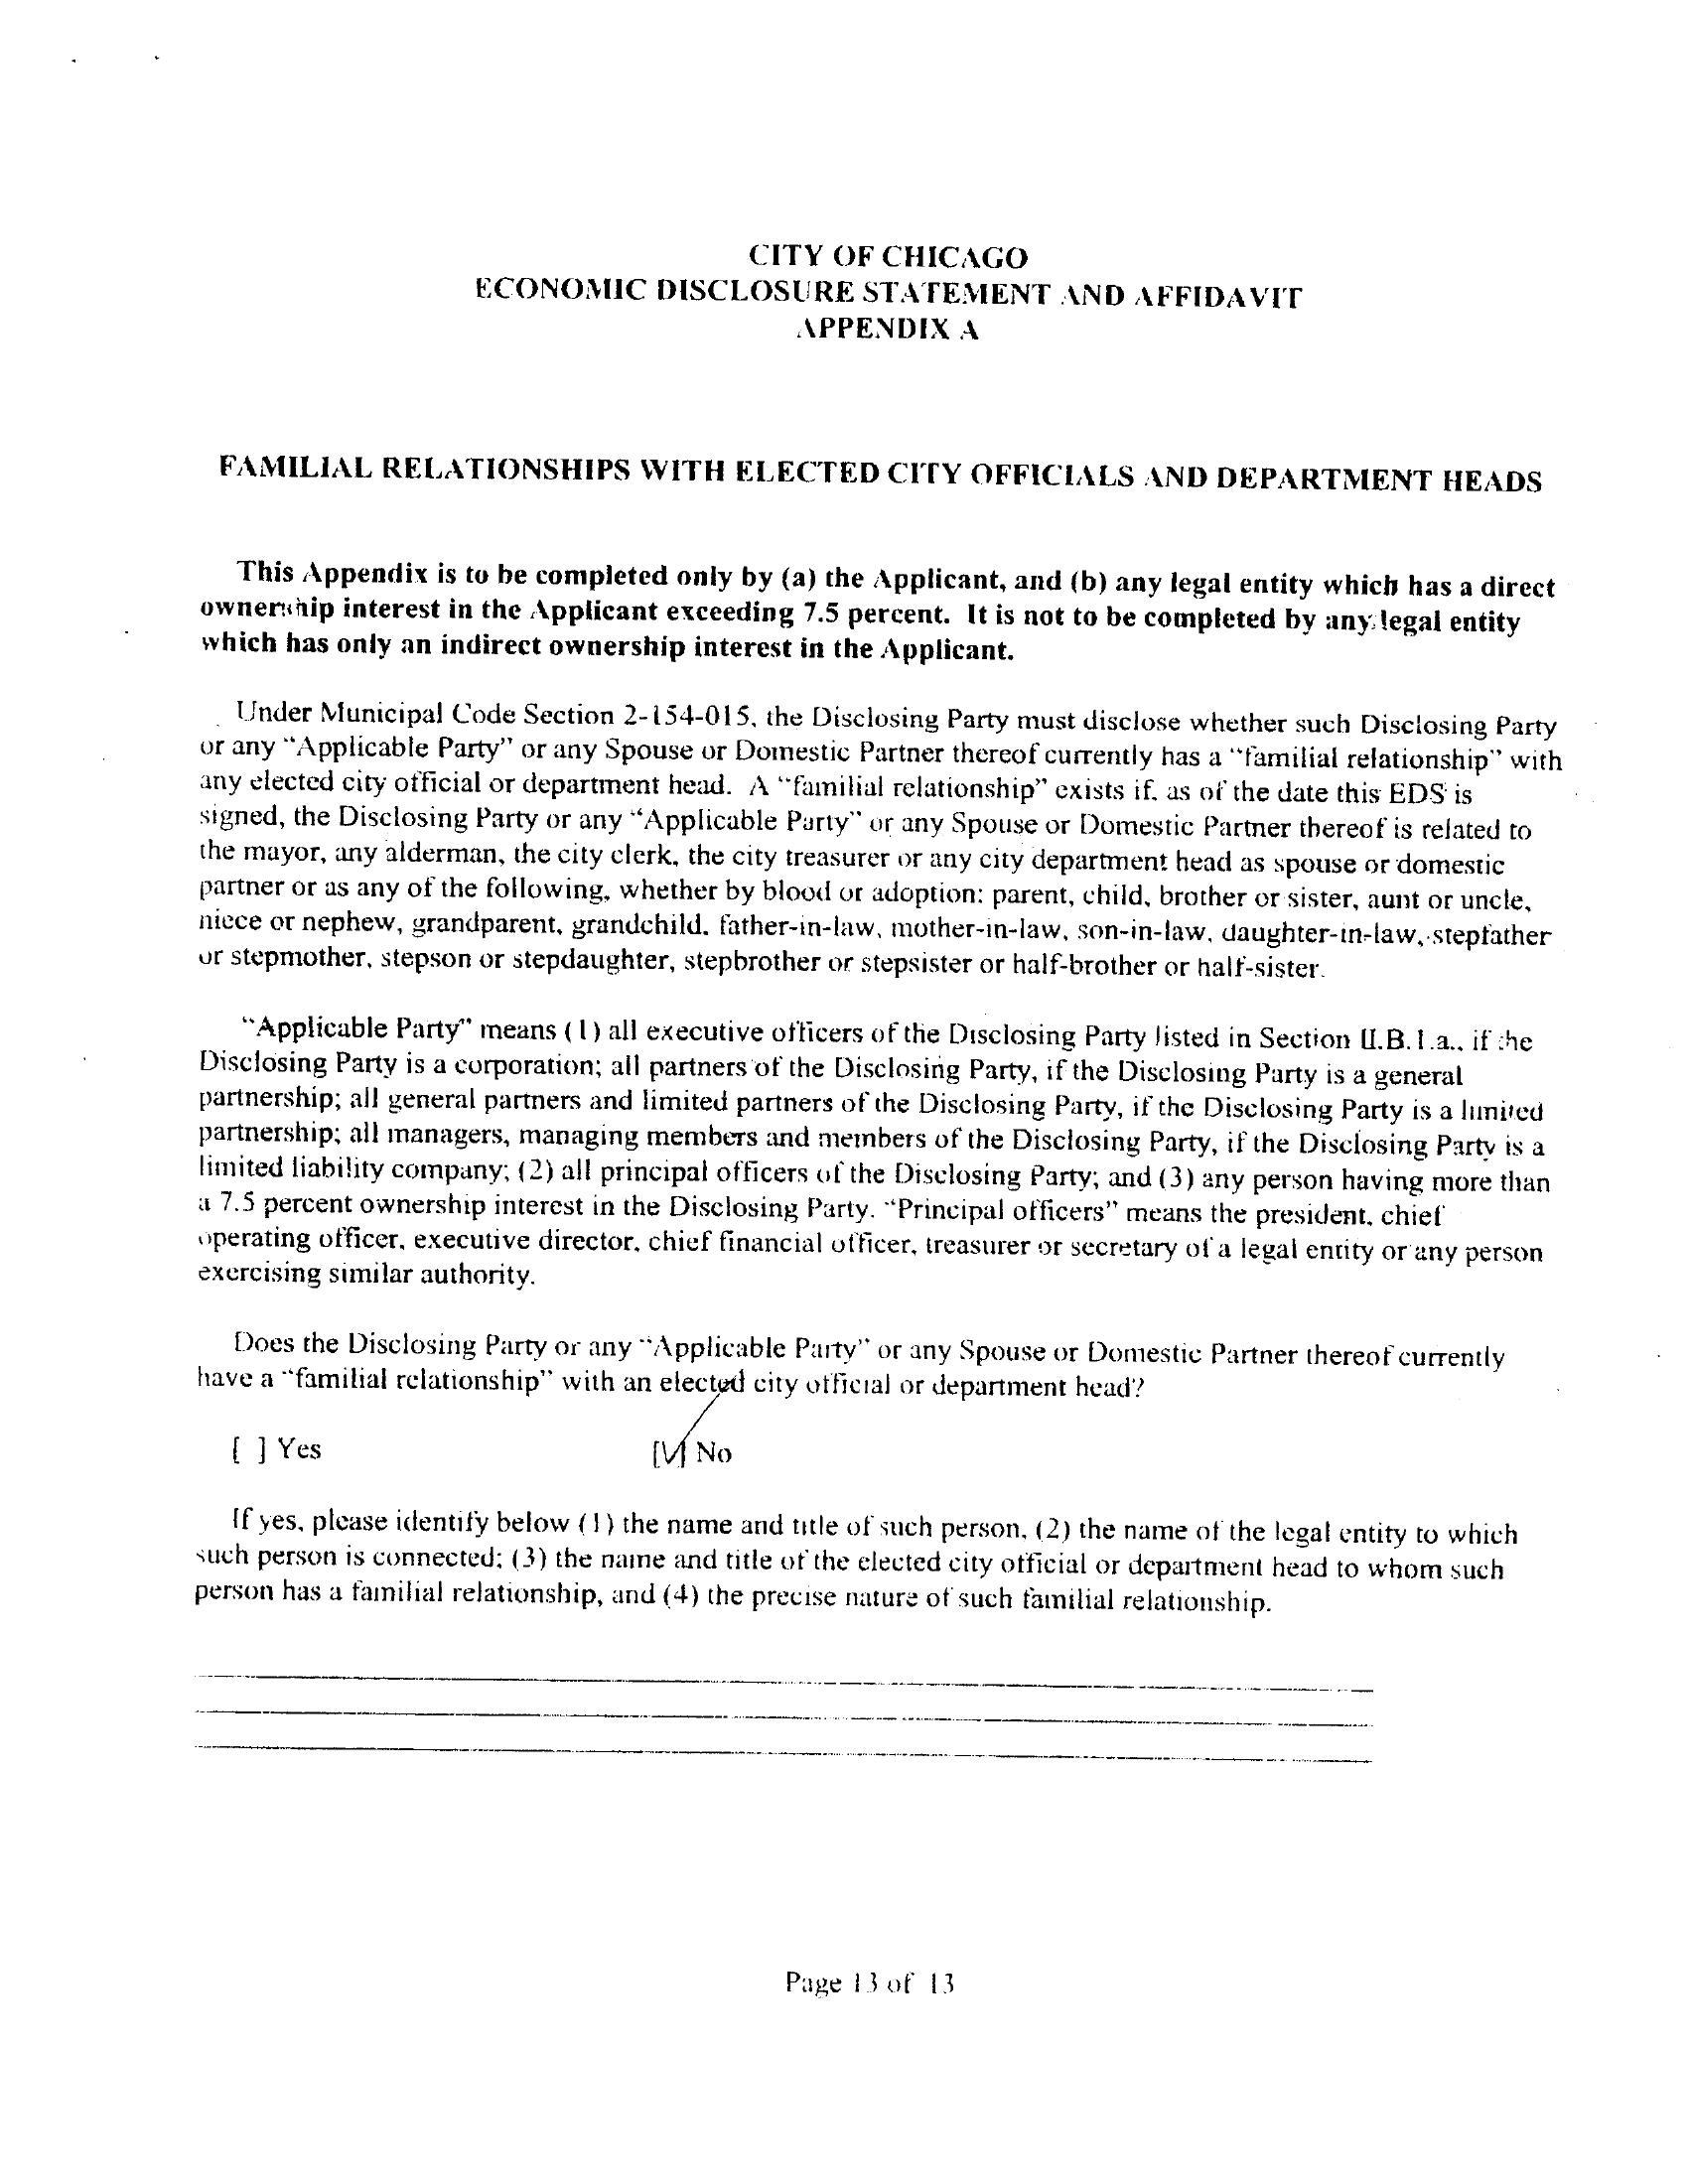 CITY OF CHICAGO
ECONOMIC DISCLOSURE STATEMENT AND AFFIDAVIT
APPENDIX A
FAMILIAL RELATIONSHIPS WITH ELECTED CITY OFFICIALS AND DEPARTMENT HEADS
This Appendix is to be completed only by (a) the Applicant, and (b) any legal entity which has a direct
ownership interest in the Applicant exceeding 7.5 percent. It is not to be completed by any legal entity
which has only an indirect ownership interest in the Applicant.
Under Municipal Code Section 2-154-015, the Disclosing Party must disclose whether such Disclosing Party
or any “Applicable Party” or any Spouse or Domestic Partner thereof currently has a “familial relationship” with
any elected city official or department head. A “familial relationship” exists if, as of the date this EDS is
signed, the Disclosing Party or any “Applicable Party” or any Spouse or Domestic Partner thereof is related to
the mayor, any alderman, the city clerk, the city treasurer or any city department head as spouse or domestic
partner or as any of the following, whether by blood or adoption: parent, child, brother or sister, aunt or uncle,
niece or nephew, grandparent, grandchild, father-in-law, mother-in-law, son-in-law, daughter-in-law, stepfather
or stepmother, stepson or stepdaughter, stepbrother or stepsister or half-brother or half-sister.
“Applicable Party” means (1) all executive officers of the Disclosing Party listed in Section II.B.1.a., if the
Disclosing Party is a corporation; all partners of the Disclosing Party, if the Disclosing Party is a general
partnership; all general partners and limited partners of the Disclosing Party, if the Disclosing Party is a limited
partnership; all managers, managing members and members of the Disclosing Party, if the Disclosing Party is a
limited liability company; (2) all principal officers of the Disclosing Party; and (3) any person having more than
a 7.5 percent ownership interest in the Disclosing Party. “Principal officers” means the president, chief
operating officer, executive director, chief financial officer, treasurer or secretary of a legal entity or any person
exercising similar authority.
Does the Disclosing Party or any “Applicable Party” or any Spouse or Domestic Partner thereof currently
have a “familial relationship” with an elected city official or department head?
[ ] Yes [✓] No
If yes, please identify below (1) the name and title of such person, (2) the name of the legal entity to which
such person is connected; (3) the name and title of the elected city official or department head to whom such
person has a familial relationship, and (4) the precise nature of such familial relationship.
Page 13 of 13